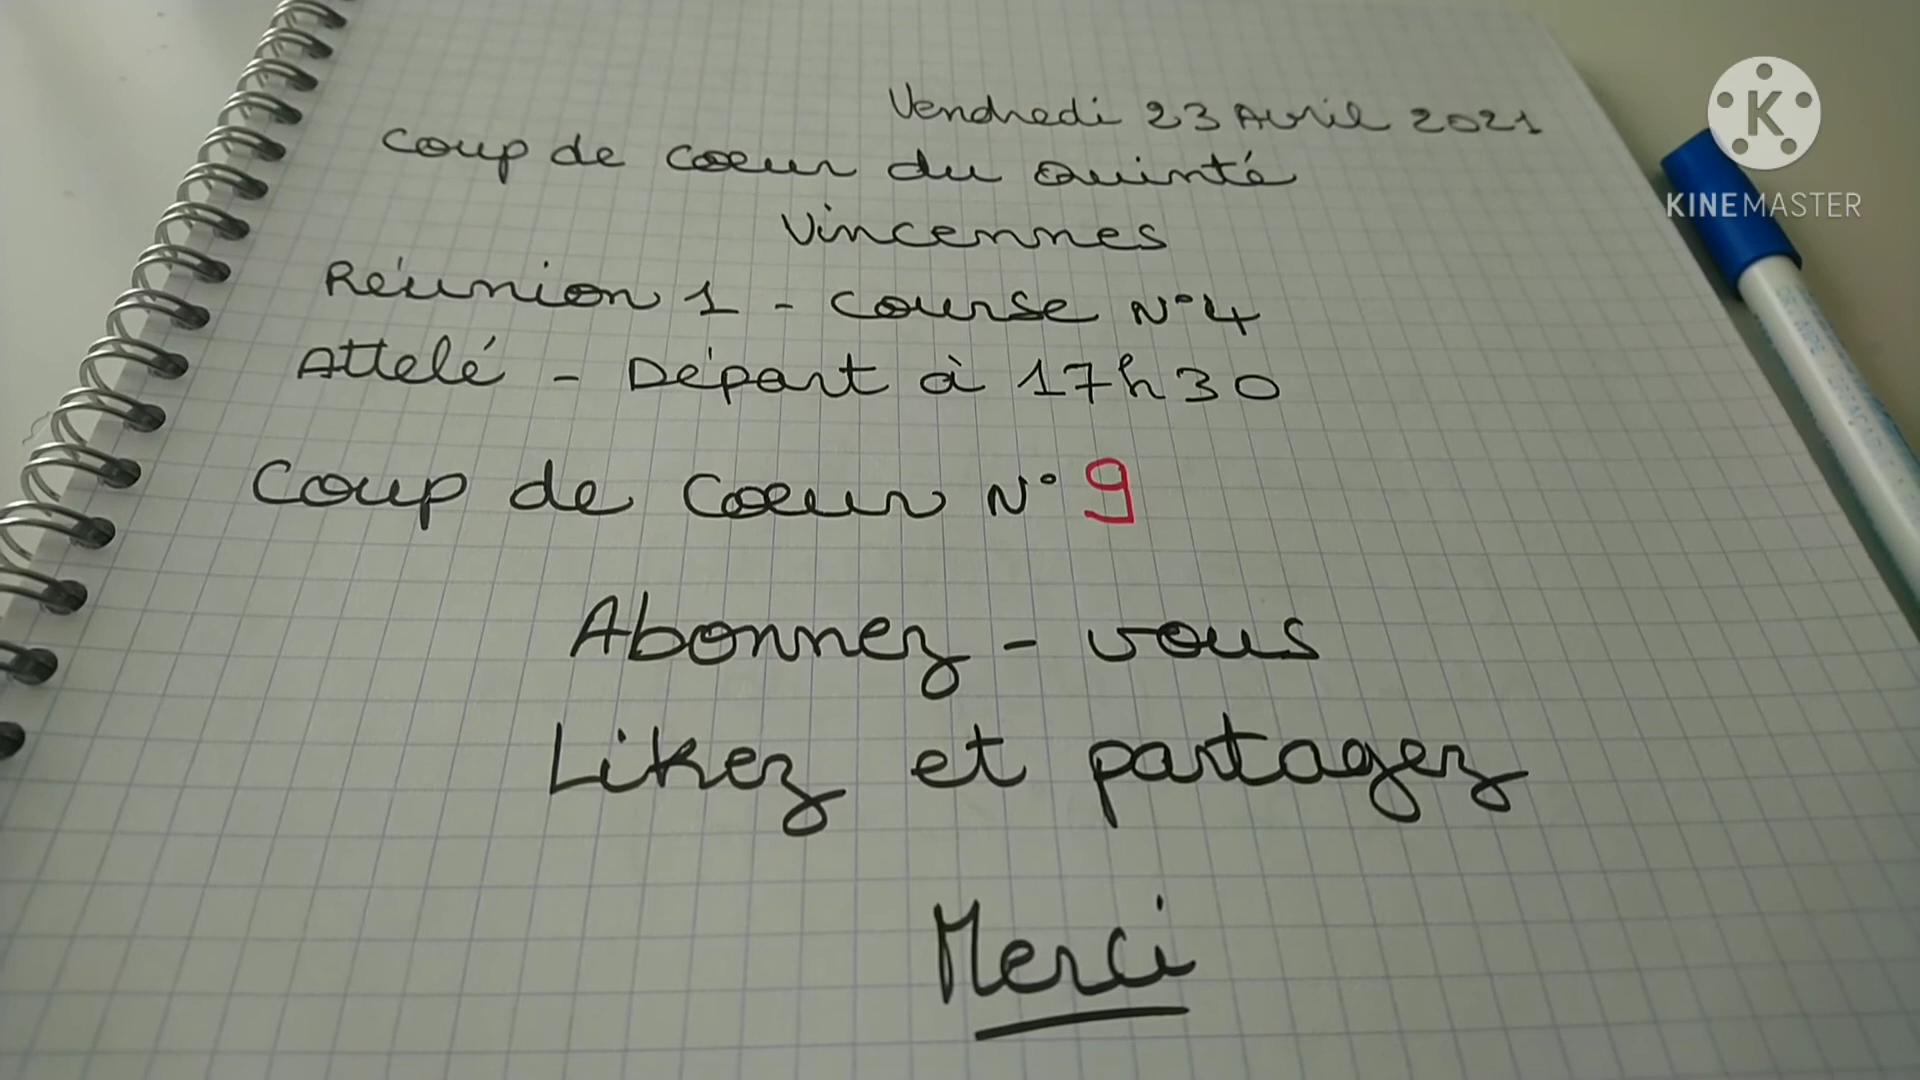 Vendredi 23 Avril 2021
Coup de coeur du Quinté
Vincennes
Réunion 1 - Course N°4
Attelé - Départ à 17h30
Coup de coeur N° 9
Abonnez-vous
Likez et partagez
Merci
K
KINEMASTER